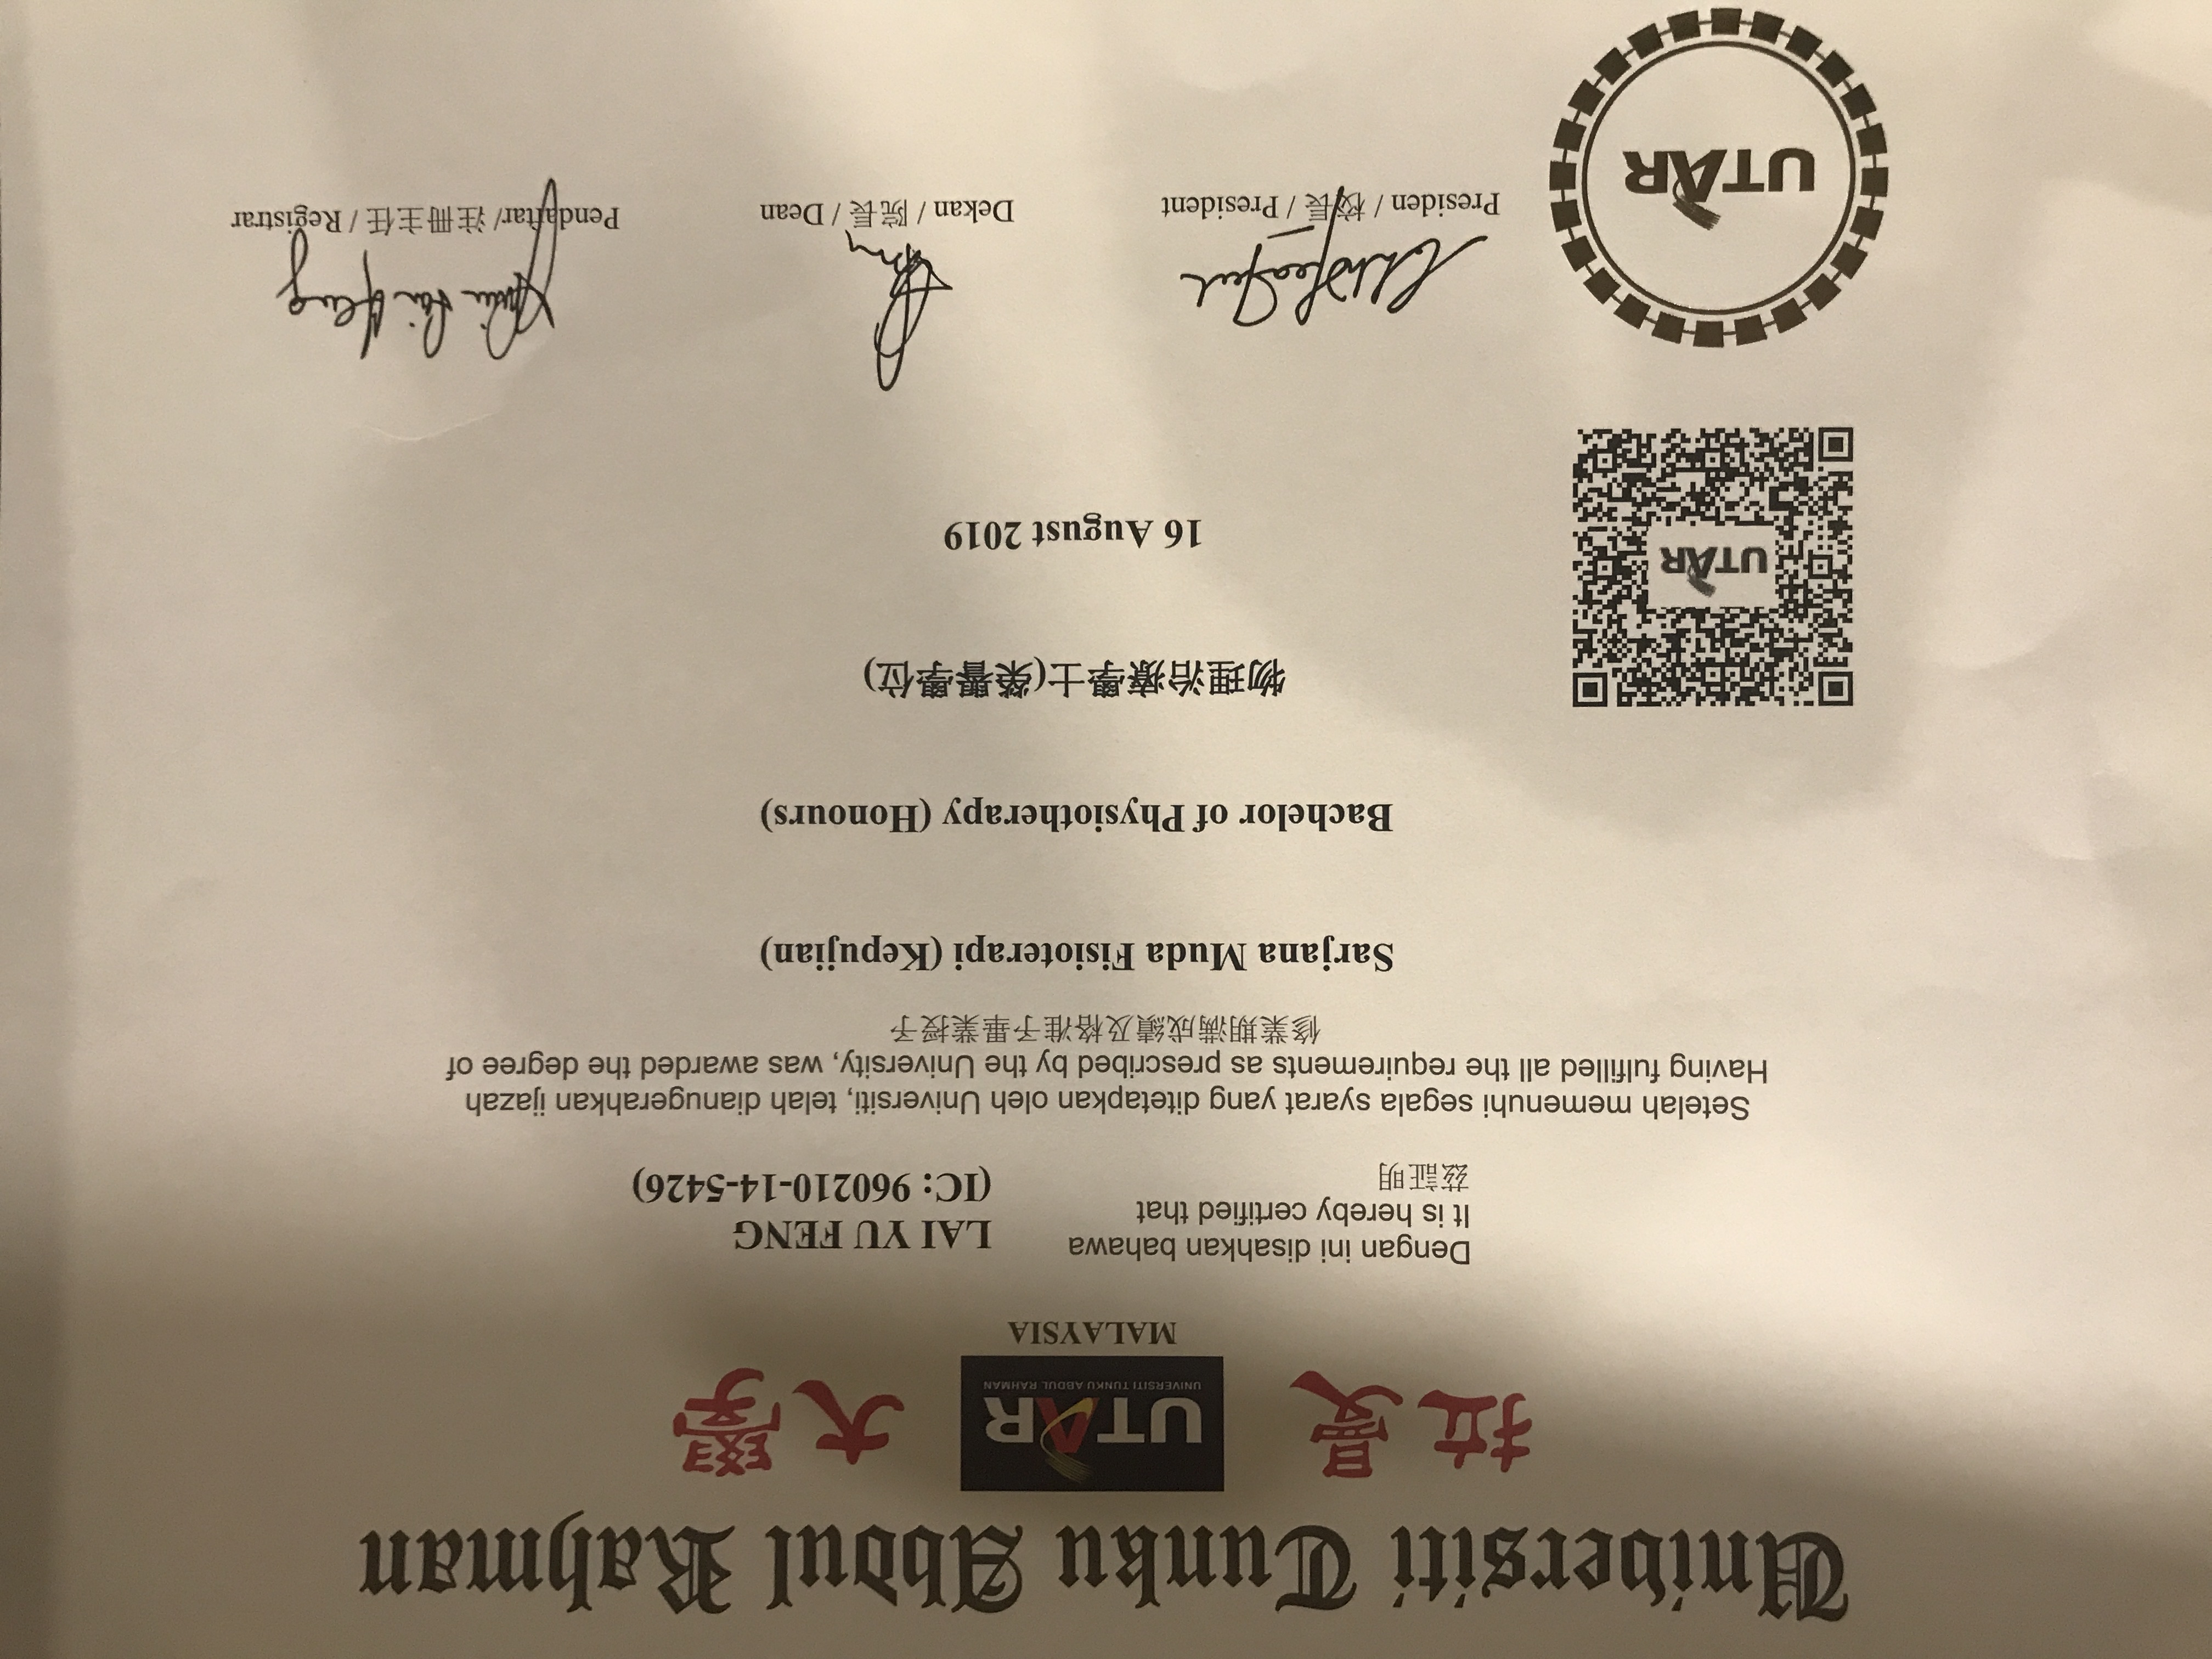 Universiti Tunku Abdul Rahman
拉曼 UTAR 大學
UNIVERSITI TUNKU ABDUL RAHMAN
MALAYSIA
Dengan ini disahkan bahawa
It is hereby certified that
茲証明
LAI YU FENG
(IC: 960210-14-5426)
Setelah memenuhi segala syarat yang ditetapkan oleh Universiti, telah dianugerahkan ijazah
Having fulfilled all the requirements as prescribed by the University, was awarded the degree of
修業期滿成績及格准予畢業授予
Sarjana Muda Fisioterapi (Kepujian)
Bachelor of Physiotherapy (Honours)
物理治療學士(榮譽學位)
16 August 2019
UTAR
UTAR
Presiden / 校長 / President
Dekan / 院長 / Dean
Pendaftar/ 注冊主任 / Registrar